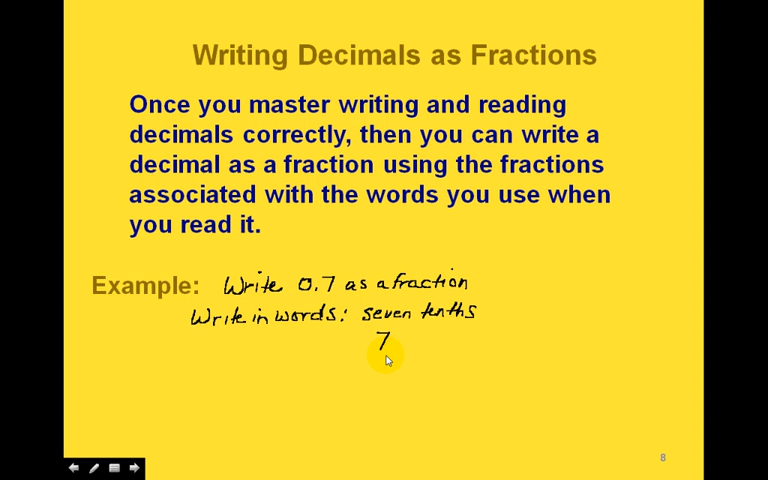 Writing Decimals as Fractions
Once you master writing and reading
decimals correctly, then you can write a
decimal as a fraction using the fractions
associated with the words you use when
you read it.
Example: Write 0.7 as a fraction
Write in words: seven tenths
7
8